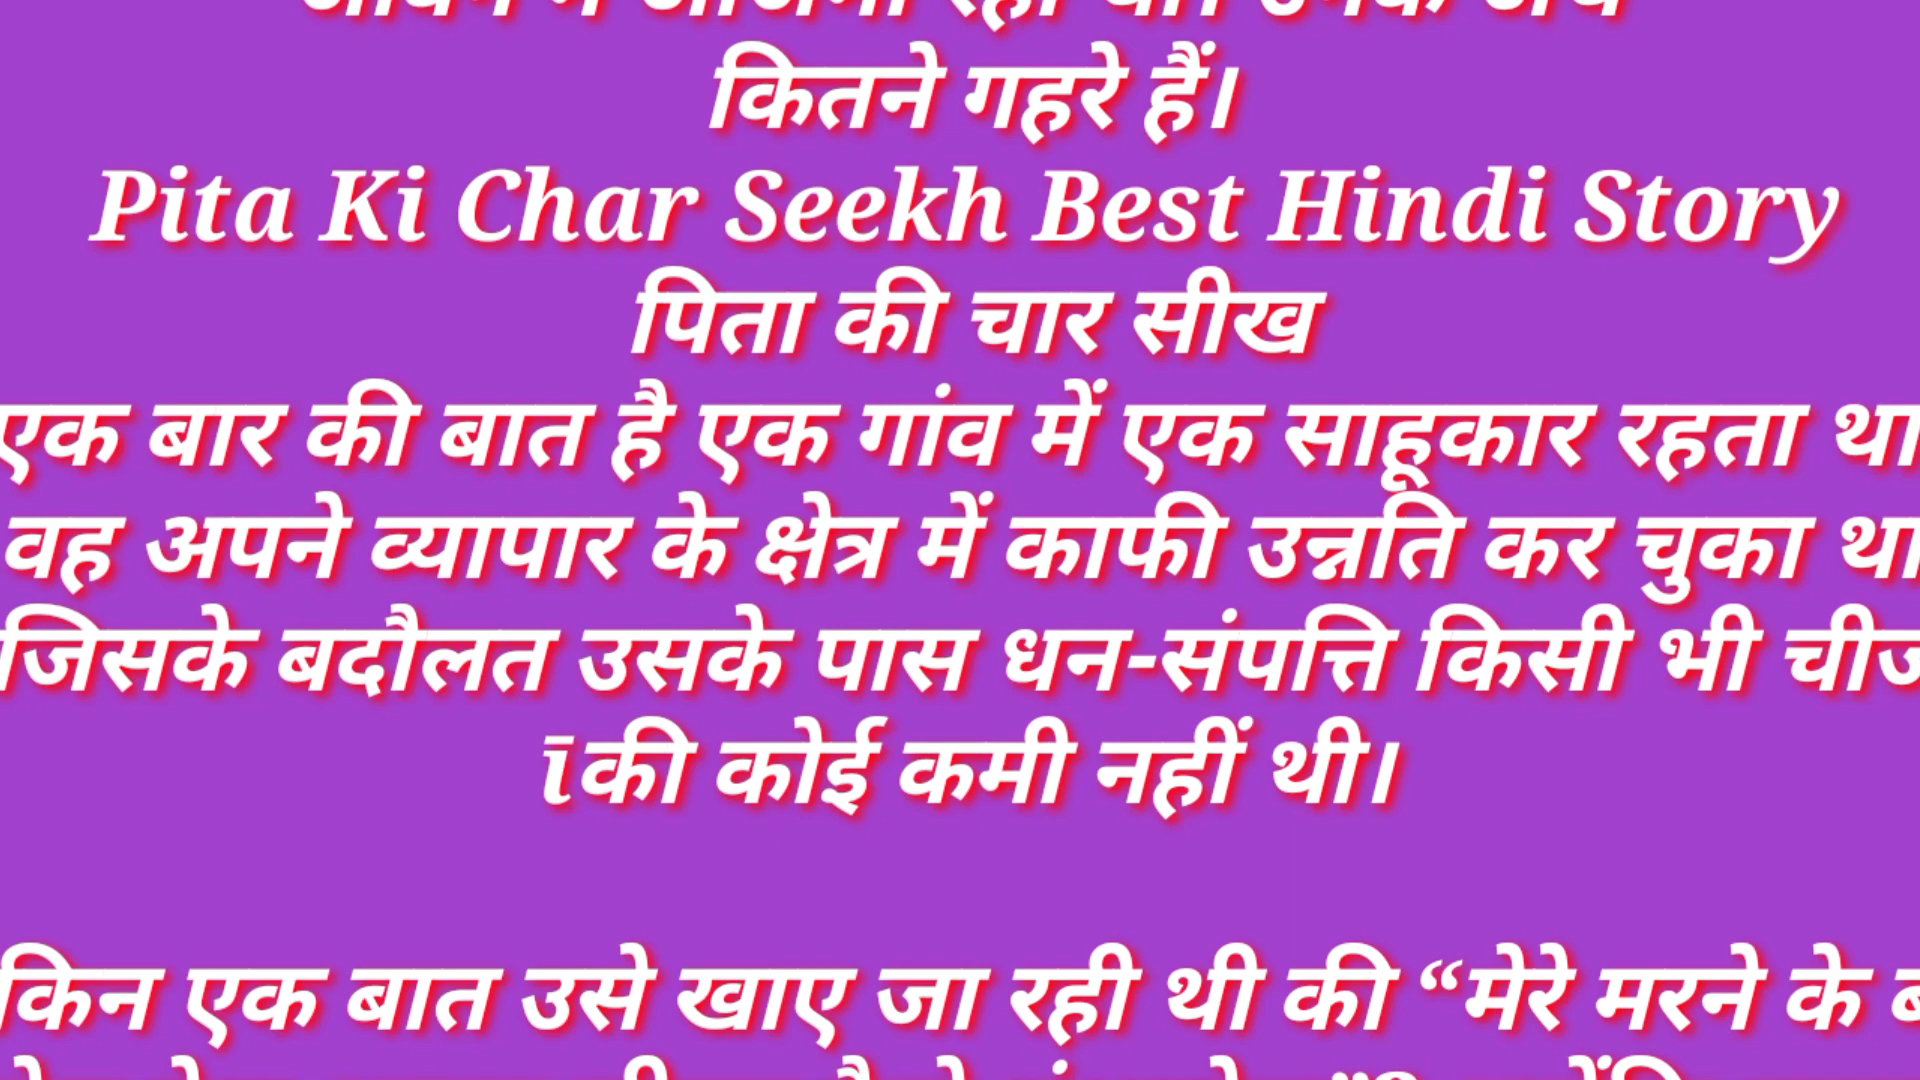 कितने गहरे हैं।
Pita Ki Char Seekh Best Hindi Story
पिता की चार सीख
एक बार की बात है एक गांव में एक साहूकार रहता था
वह अपने व्यापार के क्षेत्र में काफी उन्नति कर चुका था
जिसके बदौलत उसके पास धन-संपत्ति किसी भी चीज
īकी कोई कमी नहीं थी।
किन एक बात उसे खाए जा रही थी की “मेरे मरने के